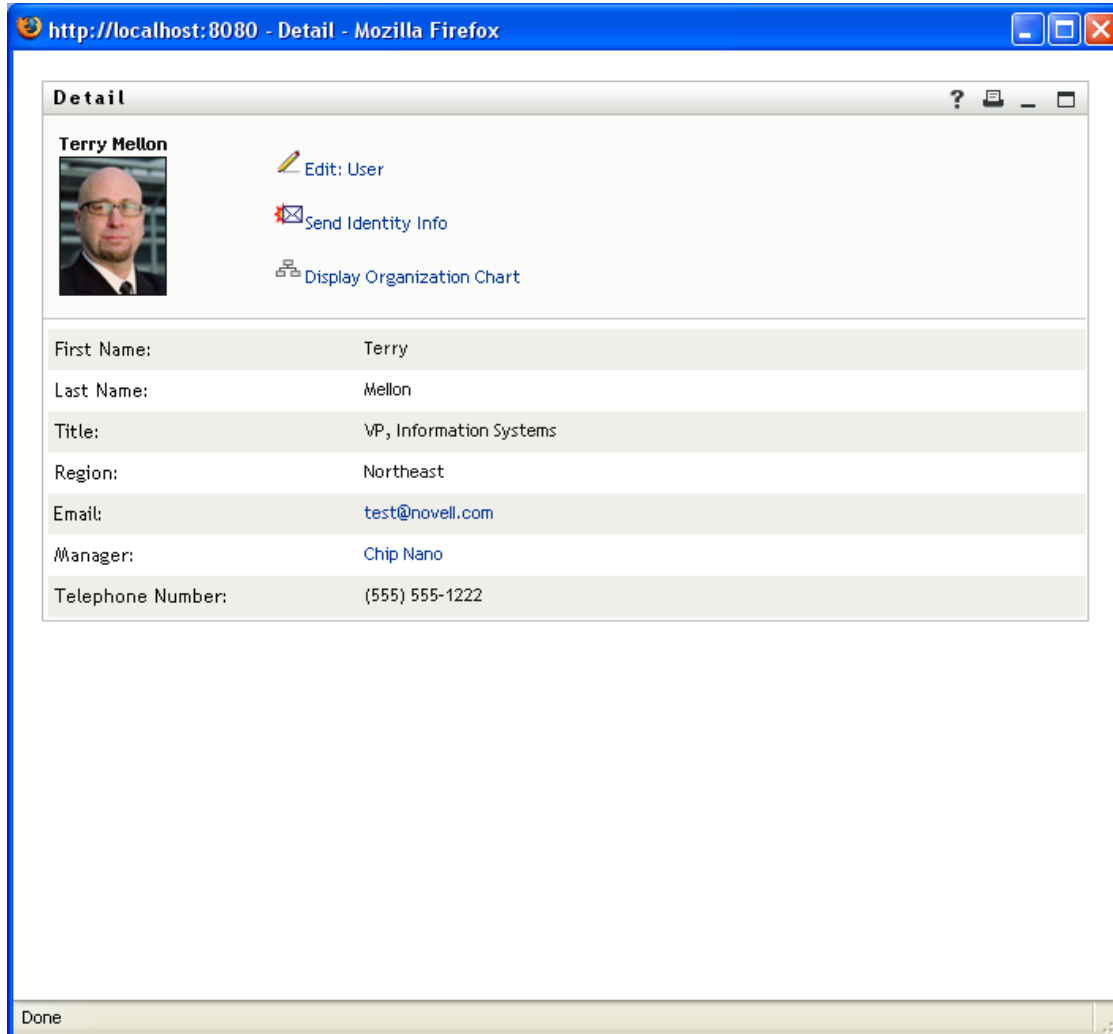 http://localhost:8080 - Detail - Mozilla Firefox
Detail
?
Terry Mellon
Edit: User
Send Identity Info
Display Organization Chart
First Name: Terry
Last Name: Mellon
Title: VP, Information Systems
Region: Northeast
Email: test@novell.com
Manager: Chip Nano
Telephone Number: (555) 555-1222
Done